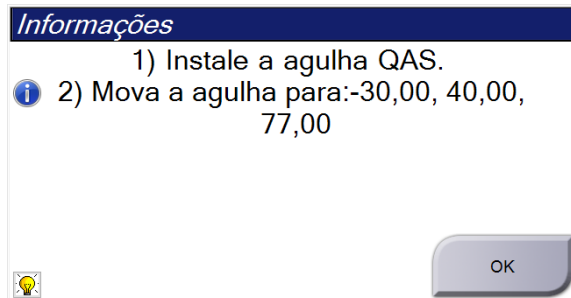 Informações
1) Instale a agulha QAS.
2) Mova a agulha para:-30,00, 40,00,
77,00
OK